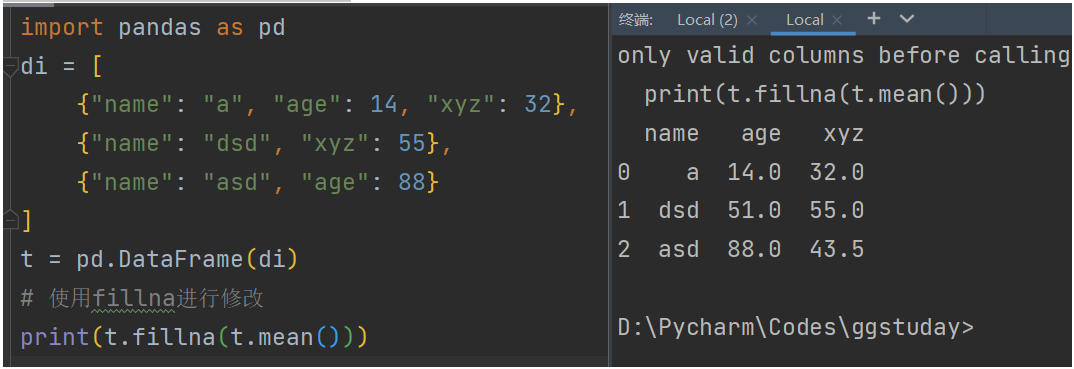 import pandas as pd
di = [
    {"name": "a", "age": 14, "xyz": 32},
    {"name": "dsd", "xyz": 55},
    {"name": "asd", "age": 88}
]
t = pd.DataFrame(di)
# 使用fillna进行修改
print(t.fillna(t.mean()))
终端: Local (2) × Local × + ∨
only valid columns before calling
  print(t.fillna(t.mean()))
  name   age   xyz
0    a  14.0  32.0
1  dsd  51.0  55.0
2  asd  88.0  43.5
D:\Pycharm\Codes\ggstuday>